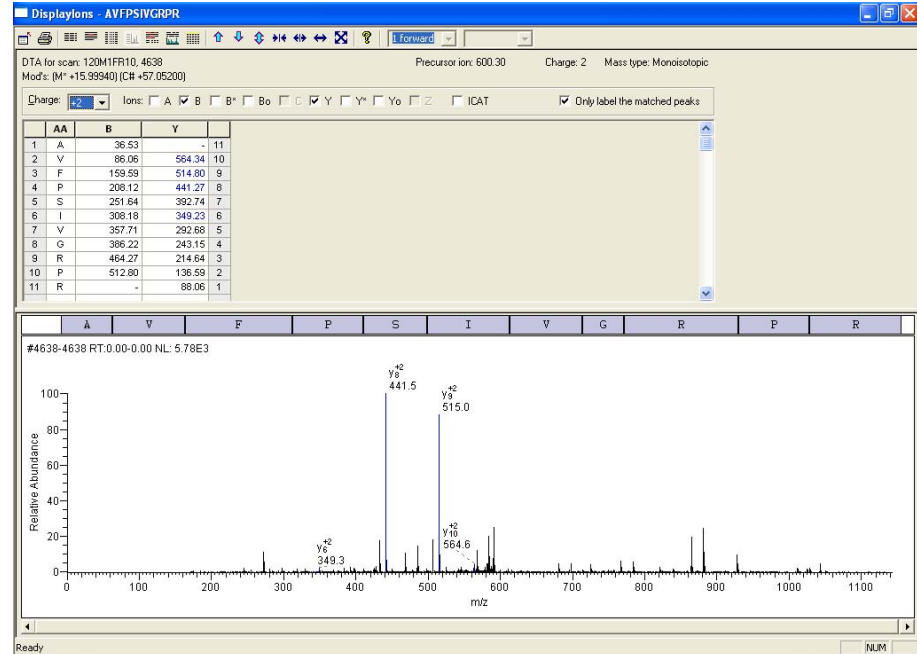 DisplayIons - AVFPSIVGRPR
1 forward
DTA for scan: 120M1FR10, 4638 Precursor ion: 600.30 Charge: 2 Mass type: Monoisotopic
Mod's: (M* +15.99940) (C# +57.05200)
Charge: +2 Ions: A B B* Bo C Y Y* Yo Z ICAT Only label the matched peaks
AA B Y
1 A 36.53 - 11
2 V 86.06 564.34 10
3 F 159.59 514.80 9
4 P 208.12 441.27 8
5 S 251.64 392.74 7
6 I 308.18 349.23 6
7 V 357.71 292.68 5
8 G 386.22 243.15 4
9 R 464.27 214.64 3
10 P 512.80 136.59 2
11 R - 88.06 1
A V F P S I V G R P R
#4638-4638 RT:0.00-0.00 NL: 5.78E3
y8+2
441.5
y9+2
515.0
y10+2
564.6
y6+2
349.3
Relative Abundance
100
80
60
40
20
0
0 100 200 300 400 500 600 700 800 900 1000 1100
m/z
Ready NUM